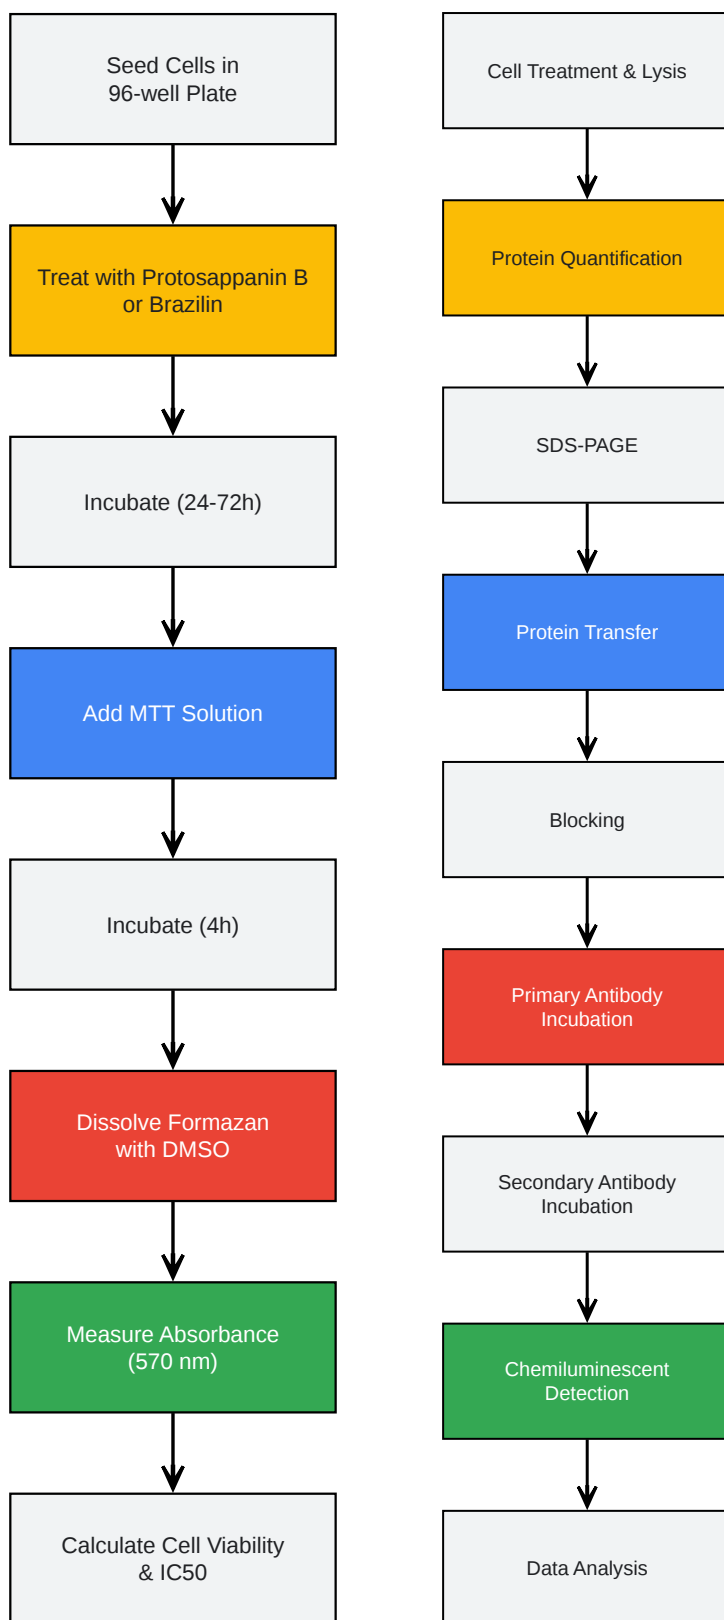 Seed Cells in
96-well Plate
Treat with Protosappanin B
or Brazilin
Incubate (24-72h)
Add MTT Solution
Incubate (4h)
Dissolve Formazan
with DMSO
Measure Absorbance
(570 nm)
Calculate Cell Viability
& IC50
Cell Treatment & Lysis
Protein Quantification
SDS-PAGE
Protein Transfer
Blocking
Primary Antibody
Incubation
Secondary Antibody
Incubation
Chemiluminescent
Detection
Data Analysis